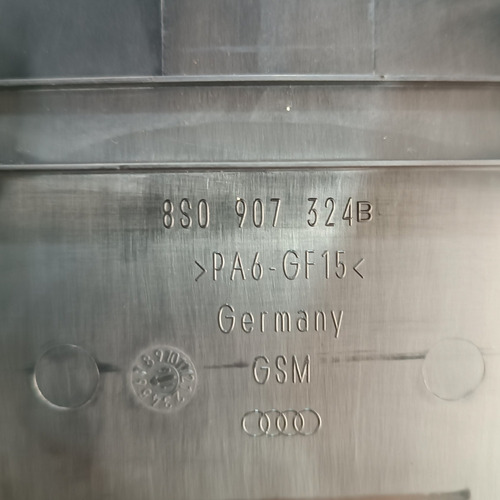 8S0 907 324B
>PA6-GF15<
Germany
GSM